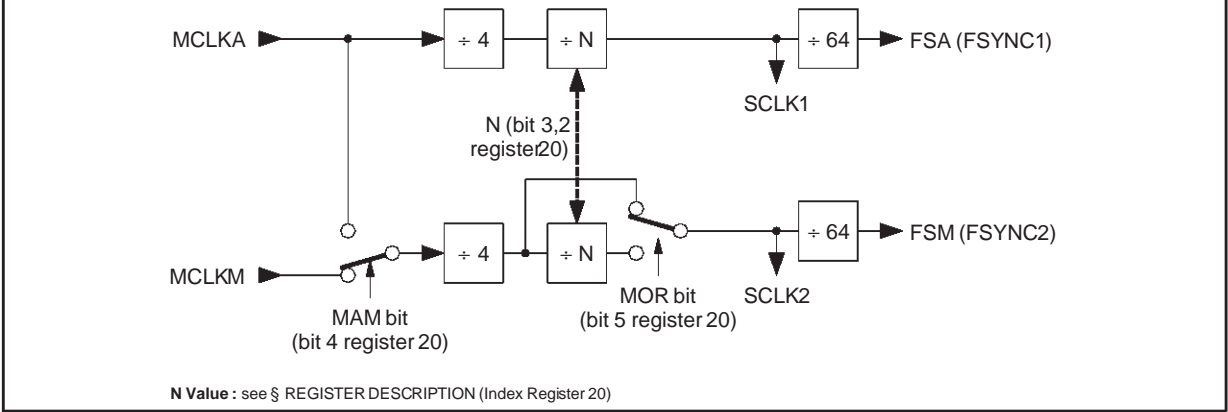 MCLKA
÷ 4
÷ N
÷ 64
FSA (FSYNC1)
SCLK1
N (bit 3,2
register20)
MCLKM
÷ 4
÷ N
÷ 64
FSM (FSYNC2)
SCLK2
MAM bit
(bit 4 register 20)
MOR bit
(bit 5 register 20)
N Value : see § REGISTER DESCRIPTION (Index Register 20)